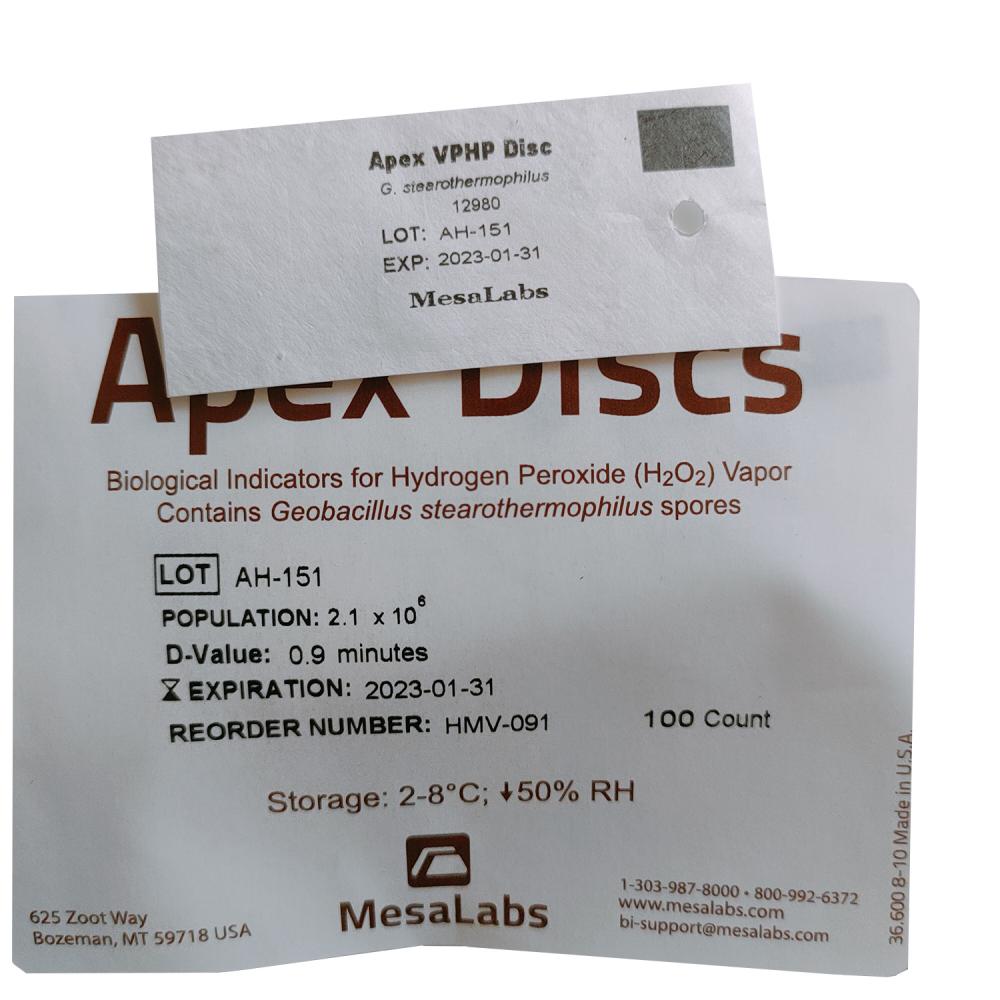 Apex VPHP Disc
G. stearothermophilus
12980
LOT: AH-151
EXP: 2023-01-31
MesaLabs
Apex Discs
Biological Indicators for Hydrogen Peroxide (H₂O₂) Vapor
Contains Geobacillus stearothermophilus spores
LOT AH-151
POPULATION: 2.1 x 10⁶
D-Value: 0.9 minutes
EXPIRATION: 2023-01-31
REORDER NUMBER: HMV-091 100 Count
Storage: 2-8°C; ↓50% RH
MesaLabs
625 Zoot Way
Bozeman, MT 59718 USA
1-303-987-8000 • 800-992-6372
www.mesalabs.com
bi-support@mesalabs.com
36.600 8-10 Made in U.S.A.